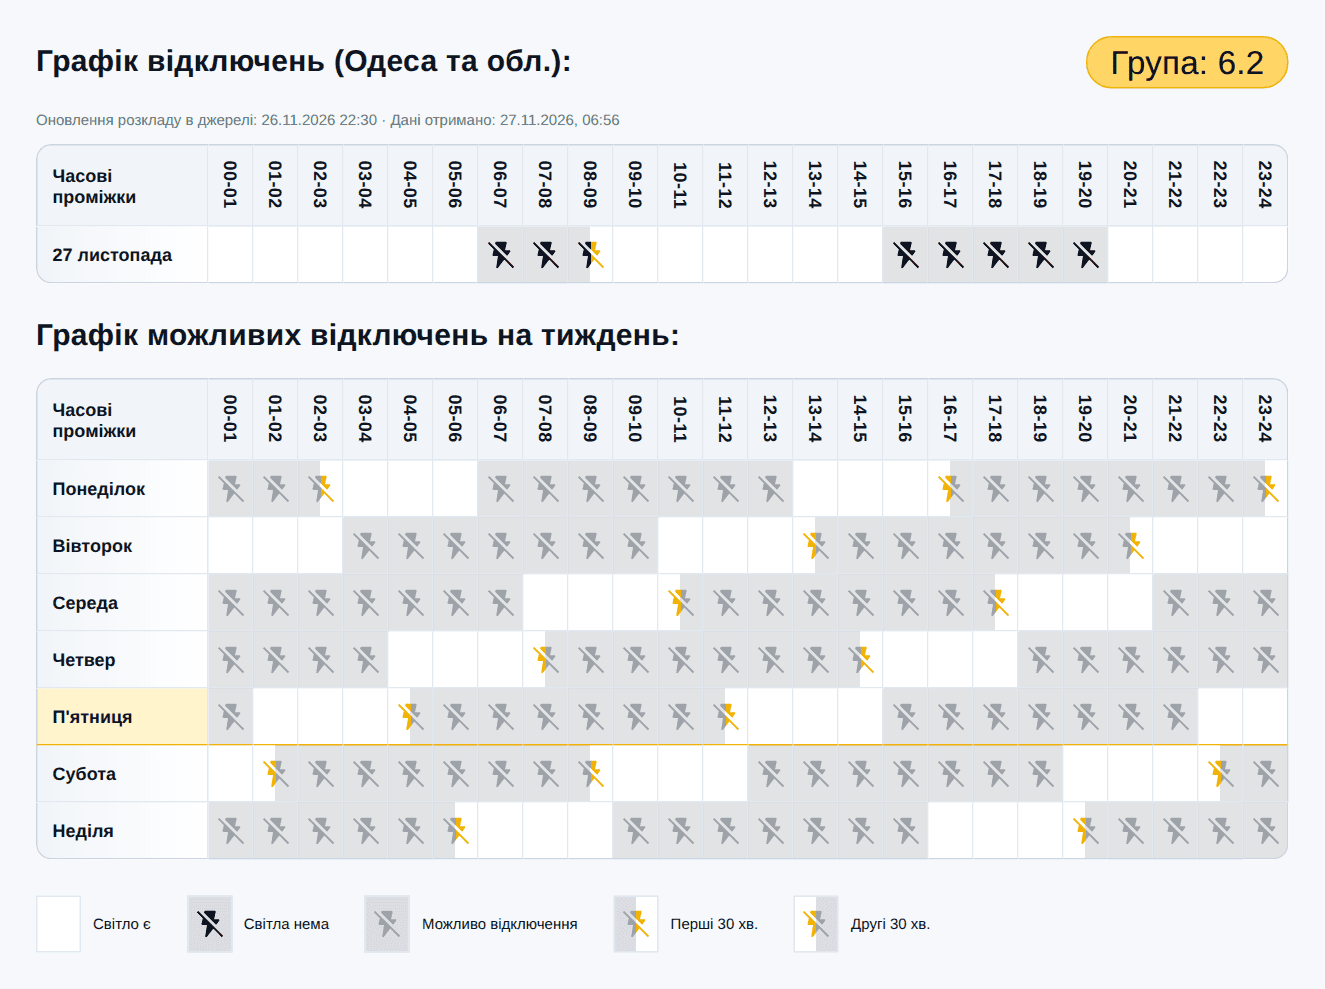 Графік відключень (Одеса та обл.):
Група: 6.2
Оновлення розкладу в джерелі: 26.11.2026 22:30 · Дані отримано: 27.11.2026, 06:56
Часові проміжки 00-01 01-02 02-03 03-04 04-05 05-06 06-07 07-08 08-09 09-10 10-11 11-12 12-13 13-14 14-15 15-16 16-17 17-18 18-19 19-20 20-21 21-22 22-23 23-24
27 листопада
Графік можливих відключень на тиждень:
Часові проміжки 00-01 01-02 02-03 03-04 04-05 05-06 06-07 07-08 08-09 09-10 10-11 11-12 12-13 13-14 14-15 15-16 16-17 17-18 18-19 19-20 20-21 21-22 22-23 23-24
Понеділок
Вівторок
Середа
Четвер
П'ятниця
Субота
Неділя
Світло є Світла нема Можливо відключення Перші 30 хв. Другі 30 хв.